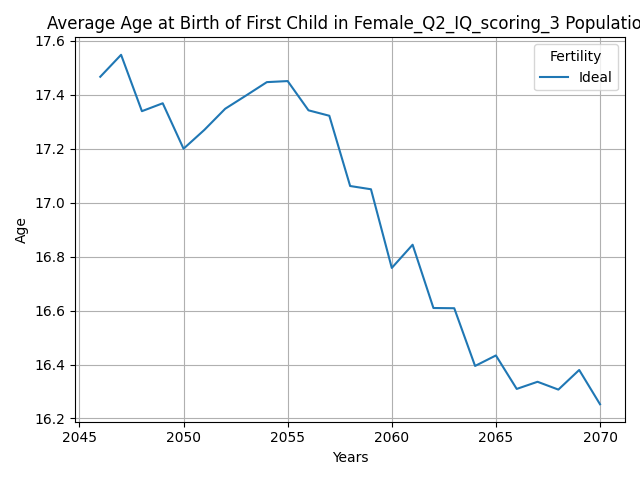 Average Age at Birth of First Child in Female_Q2_IQ_scoring_3 Populatio
17.6
17.4
17.2
17.0
16.8
16.6
16.4
16.2
Age
Fertility
Ideal
2045 2050 2055 2060 2065 2070
Years